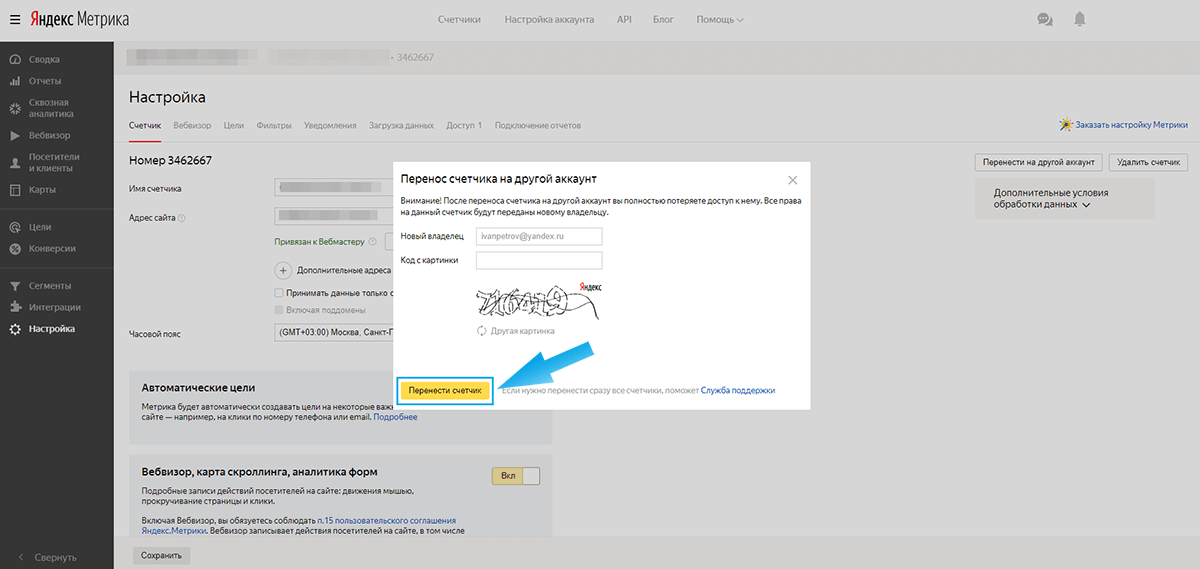 Яндекс Метрика
Счетчики
Настройка аккаунта
API
Блог
Помощь
Сводка
Отчеты
Сквозная
аналитика
Вебвизор
Посетители
и клиенты
Карты
Цели
Конверсии
Сегменты
Интеграции
Настройка
Свернуть
• 3462667
Настройка
Счетчик
Вебвизор
Цели
Фильтры
Уведомления
Загрузка данных
Доступ 1
Подключение отчетов
Заказать настройку Метрики
Номер 3462667
Перенести на другой аккаунт
Удалить счетчик
Дополнительные условия
обработки данных
Имя счетчика
Адрес сайта
Привязан к Вебмастеру
Дополнительные адреса
Принимать данные только с
Включая поддомены
Часовой пояс
(GMT+03:00) Москва, Санкт-П
Перенос счетчика на другой аккаунт
Внимание! После переноса счетчика на другой аккаунт вы полностью потеряете доступ к нему. Все права
на данный счетчик будут переданы новому владельцу.
Новый владелец
ivanpetrov@yandex.ru
Код с картинки
Яндекс
Другая картинка
Перенести счетчик
Если нужно перенести сразу все счетчики, поможет Служба поддержки
Автоматические цели
Метрика будет автоматически создавать цели на некоторые важ
сайте — например, на клики по номеру телефона или email. Подробнее
Вебвизор, карта скроллинга, аналитика форм
Вкл
Подробные записи действий посетителей на сайте: движения мышью,
прокручивание страницы и клики.
Включая Вебвизор, вы обязуетесь соблюдать п.15 пользовательского соглашения
Яндекс.Метрики. Вебвизор записывает действия посетителей на сайте, в том числе
Сохранить